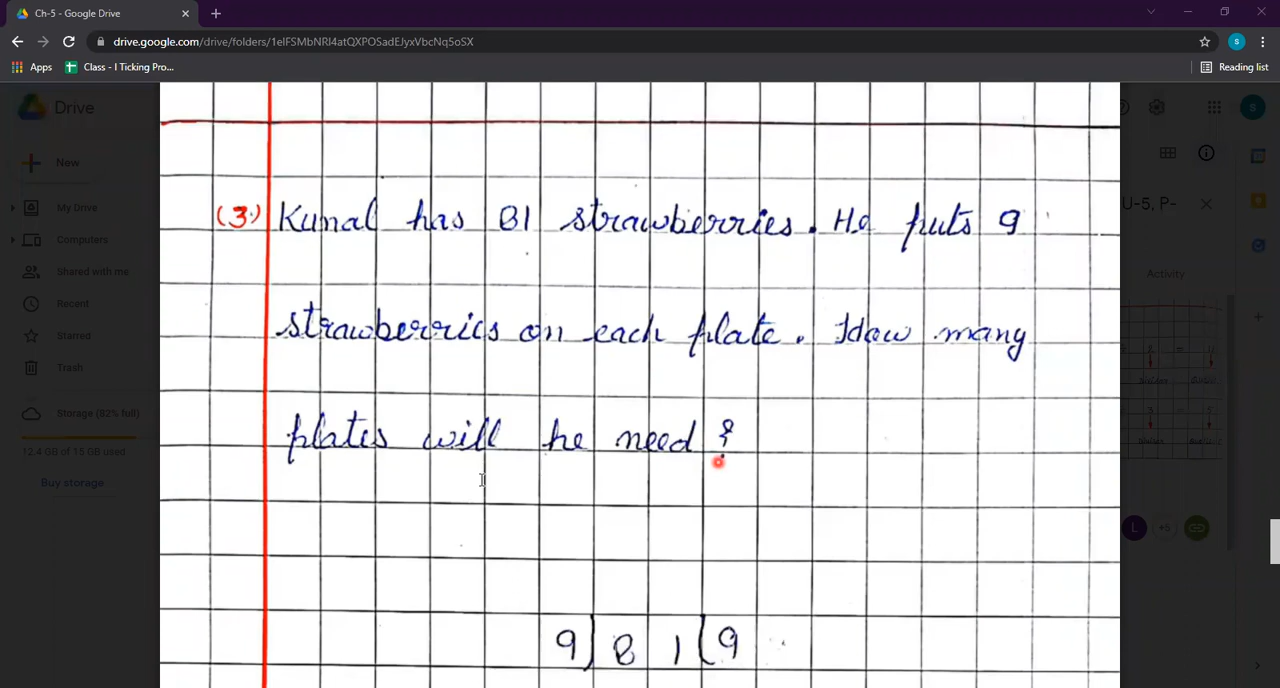 Ch-5 - Google Drive
drive.google.com/drive/folders/1elFSMbNRl4atQXPOSadEJyxVbcNq5oSX
Apps
Class - I Ticking Pro...
Reading list
Drive
New
My Drive
Computers
Shared with me
Recent
Starred
Trash
Storage (82% full)
12.4 GB of 15 GB used
Buy storage
U-5, P-
Activity
L
+5
S
S
(3.) Kunal has 81 strawberries. He puts 9
strawberries on each plate. How many
plates will he need?
9) 8 1 (9